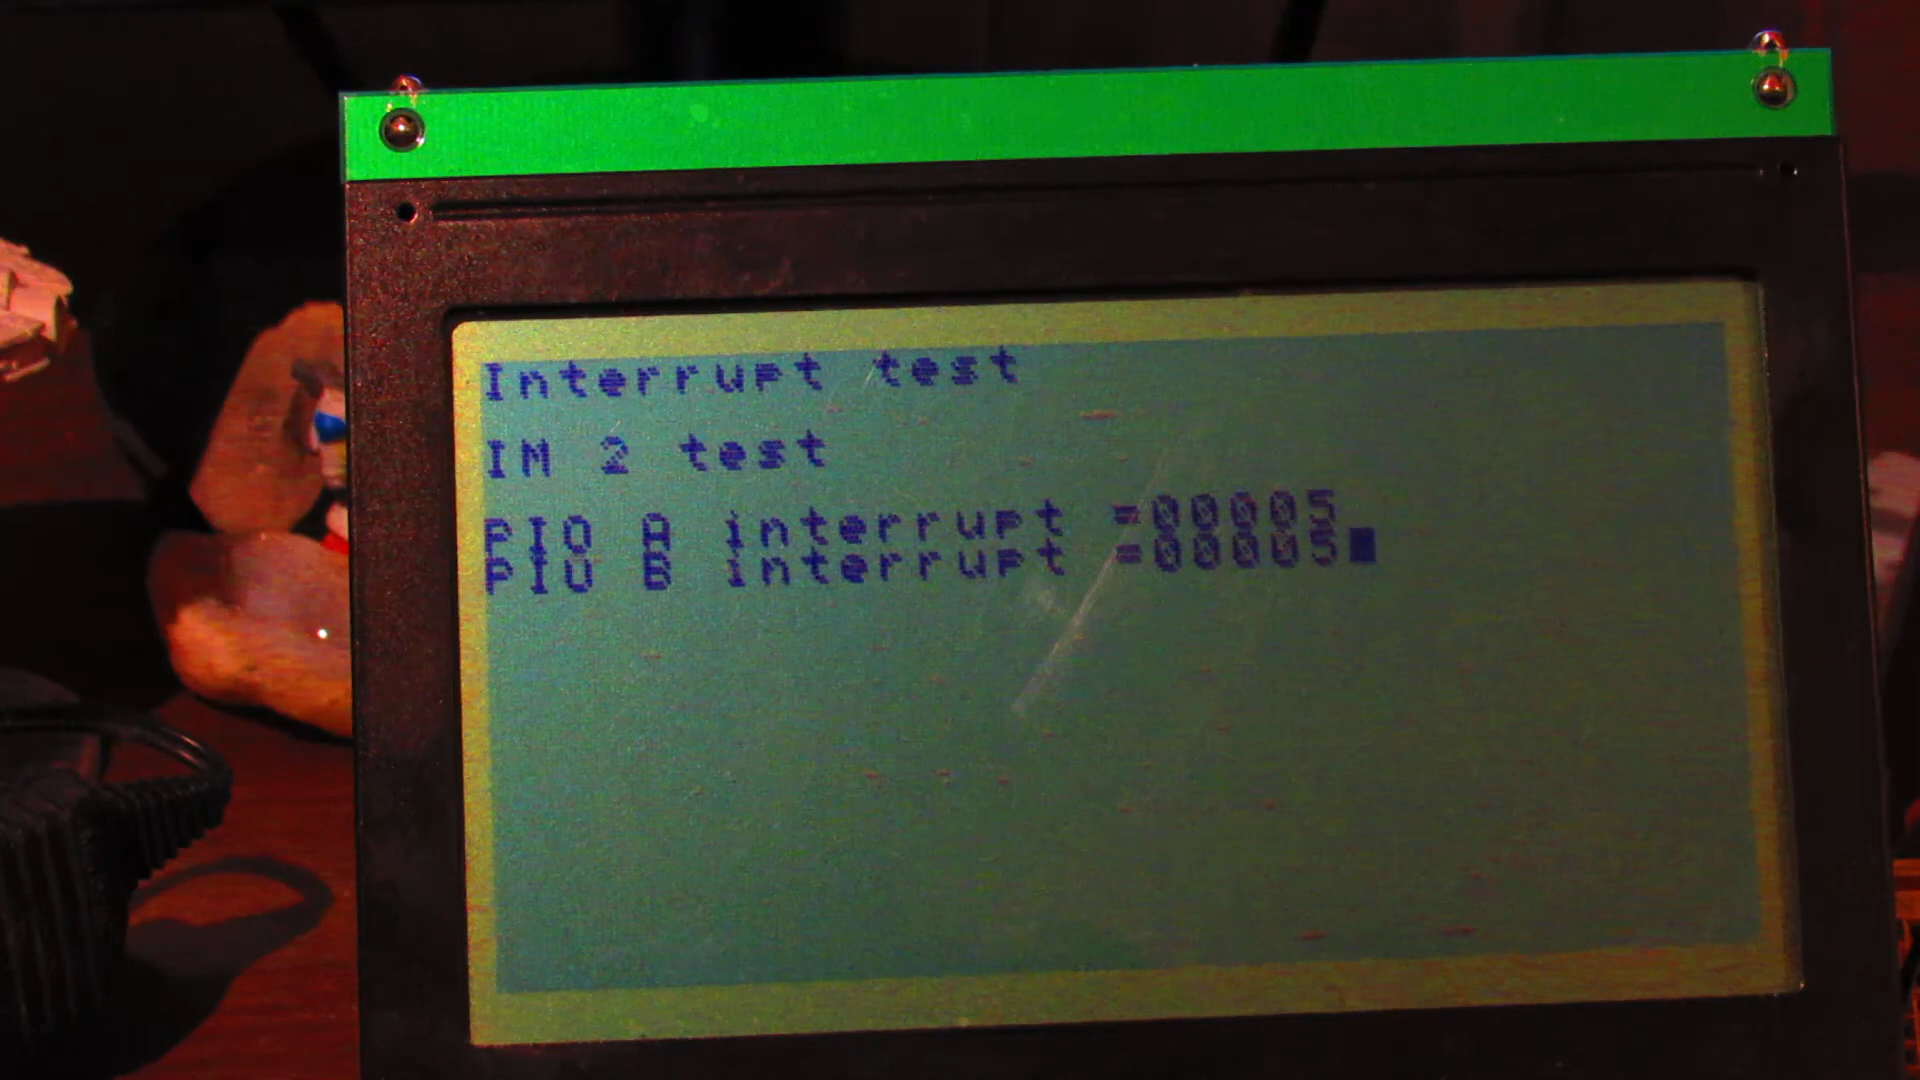 Interrupt test
IM 2 test
PIO A interrupt =00005
PIO B interrupt =00005